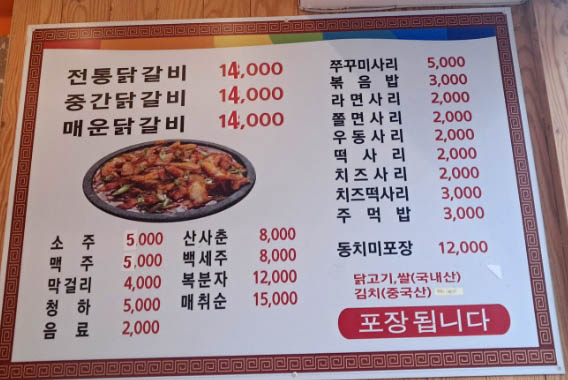 전통닭갈비 14,000
중간닭갈비 14,000
매운닭갈비 14,000
소주 5,000
맥주 5,000
막걸리 4,000
청하 5,000
음료 2,000
산사춘 8,000
백세주 8,000
복분자 12,000
매취순 15,000
쭈꾸미사리 5,000
볶음밥 3,000
라면사리 2,000
쫄면사리 2,000
우동사리 2,000
떡사리 2,000
치즈사리 2,000
치즈떡사리 3,000
주먹밥 3,000
동치미포장 12,000
닭고기,쌀(국내산)
김치(중국산)
포장됩니다